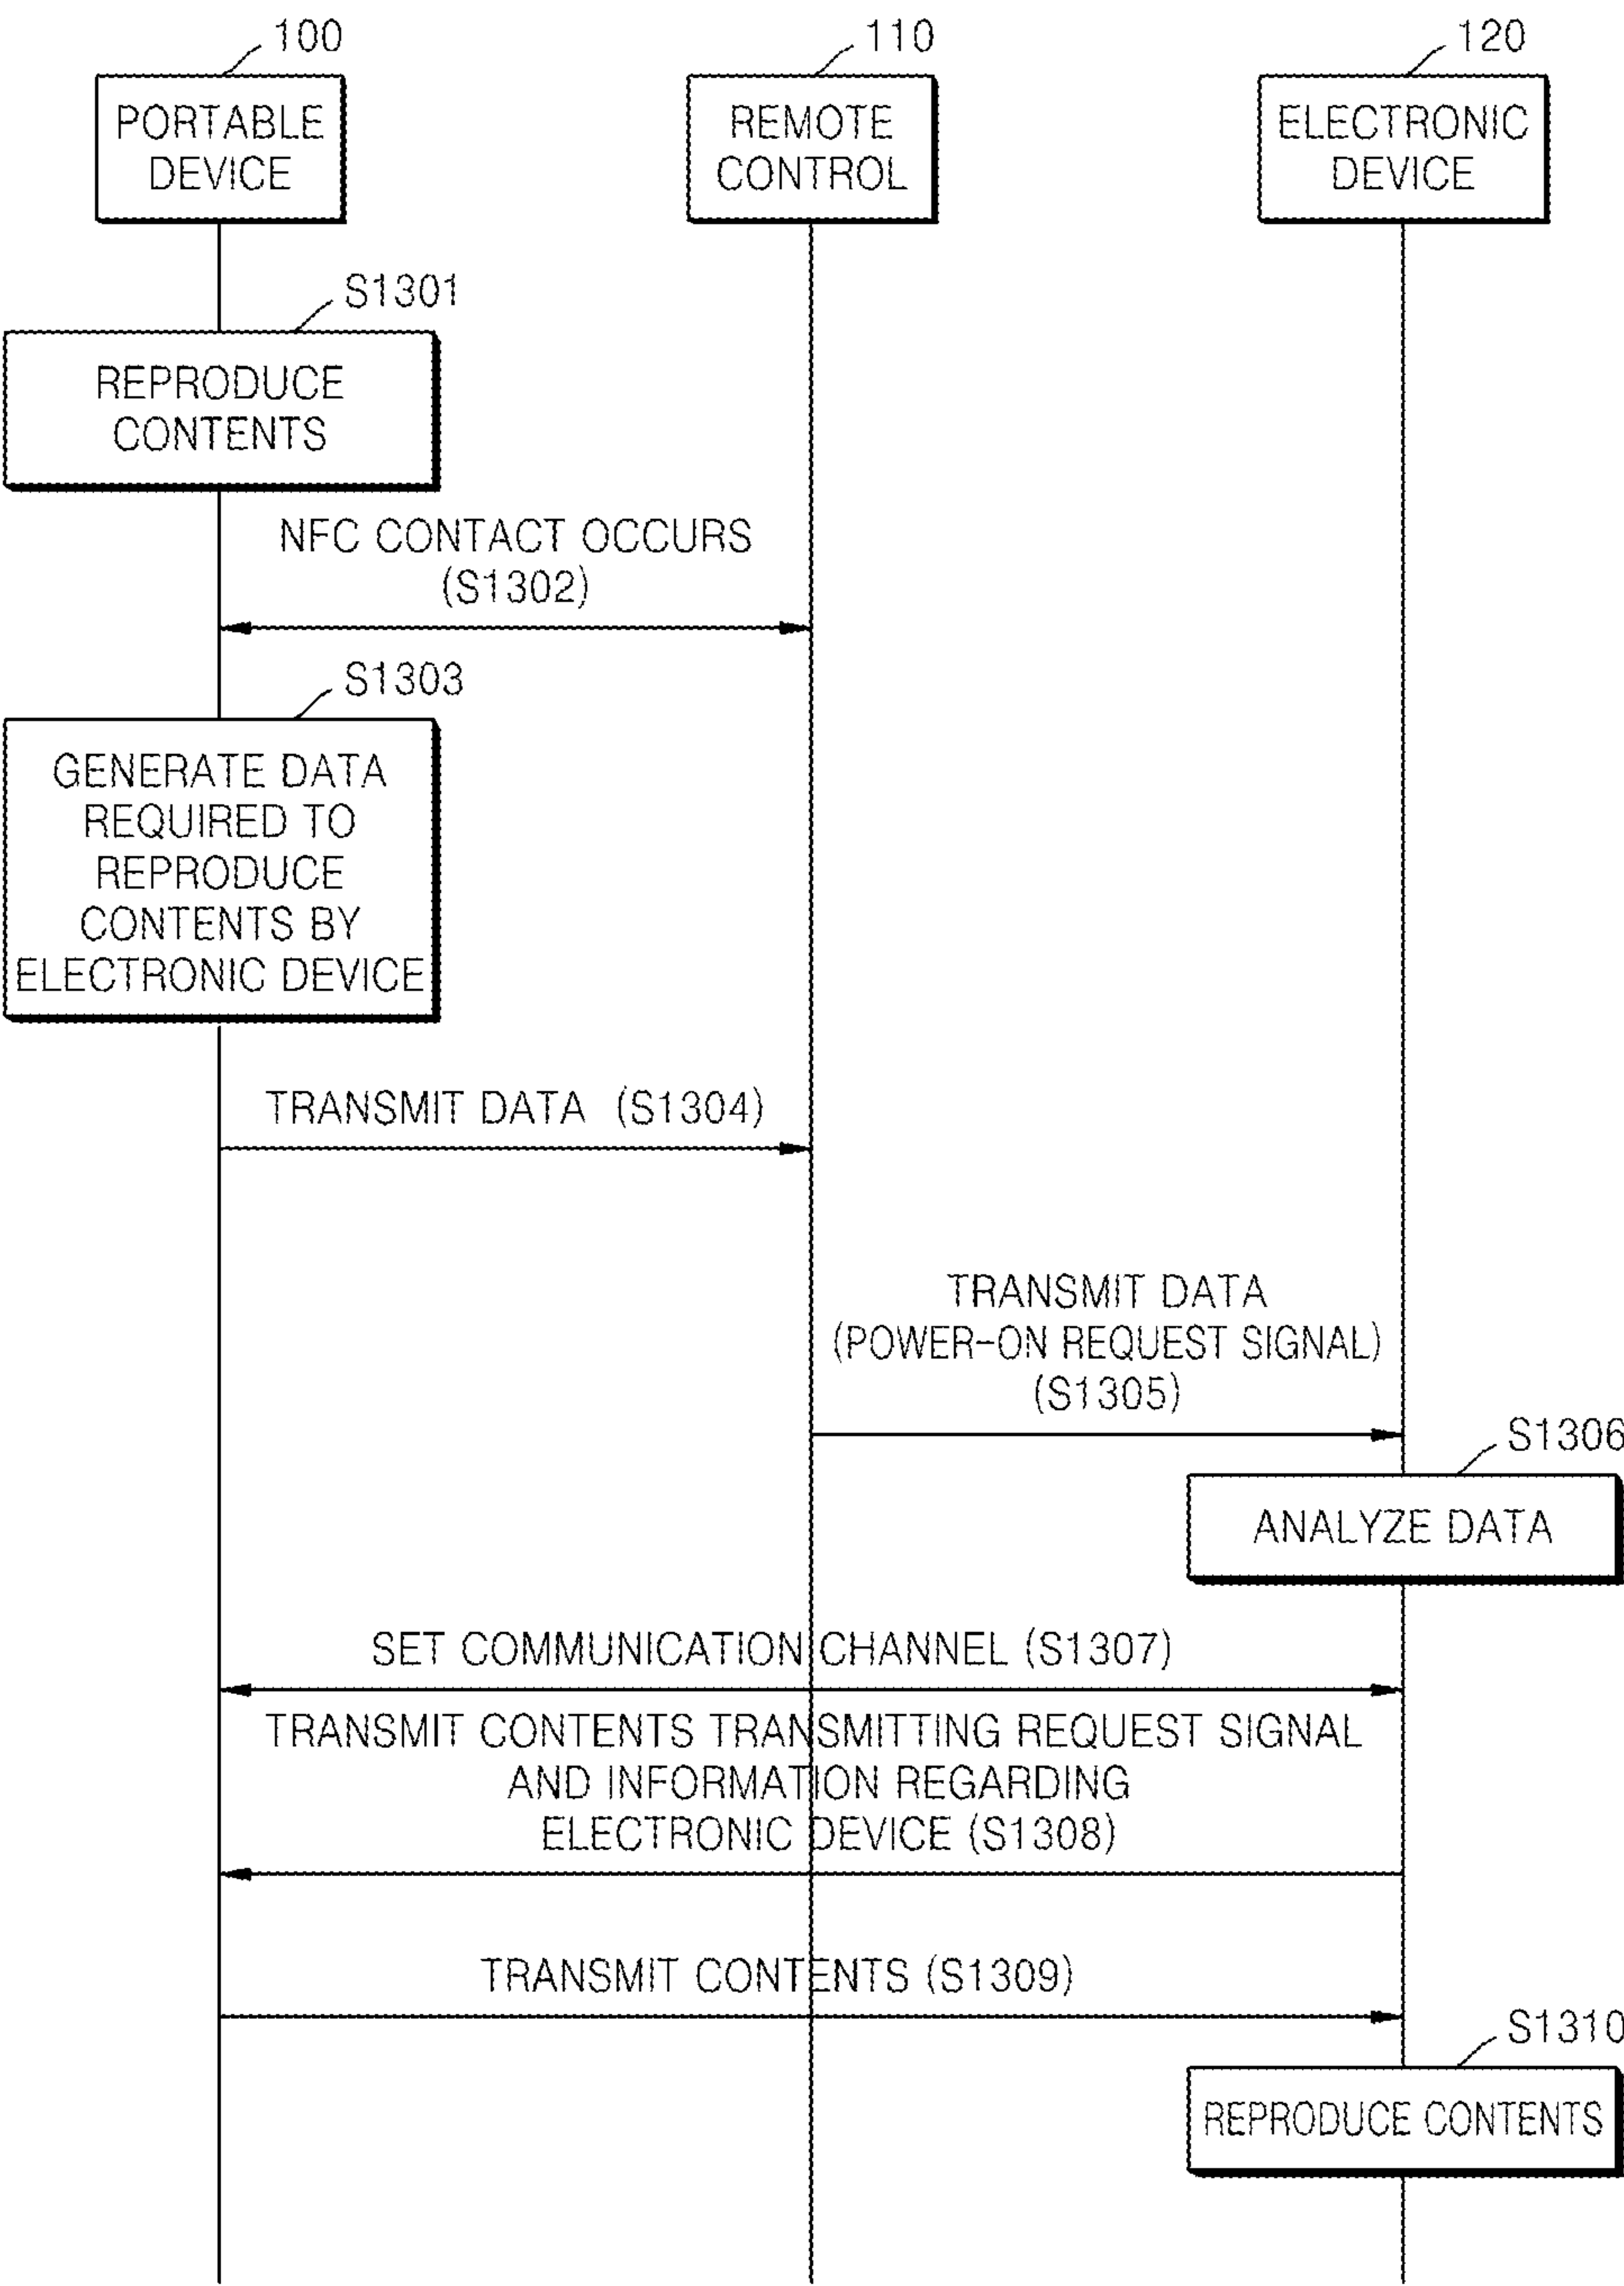 100
110
120
PORTABLE
DEVICE
REMOTE
CONTROL
ELECTRONIC
DEVICE
S1301
REPRODUCE
CONTENTS
NFC CONTACT OCCURS
(S1302)
S1303
GENERATE DATA
REQUIRED TO
REPRODUCE
CONTENTS BY
ELECTRONIC DEVICE
TRANSMIT DATA (S1304)
TRANSMIT DATA
(POWER-ON REQUEST SIGNAL)
(S1305)
S1306
ANALYZE DATA
SET COMMUNICATION CHANNEL (S1307)
TRANSMIT CONTENTS TRANSMITTING REQUEST SIGNAL
AND INFORMATION REGARDING
ELECTRONIC DEVICE (S1308)
TRANSMIT CONTENTS (S1309)
S1310
REPRODUCE CONTENTS